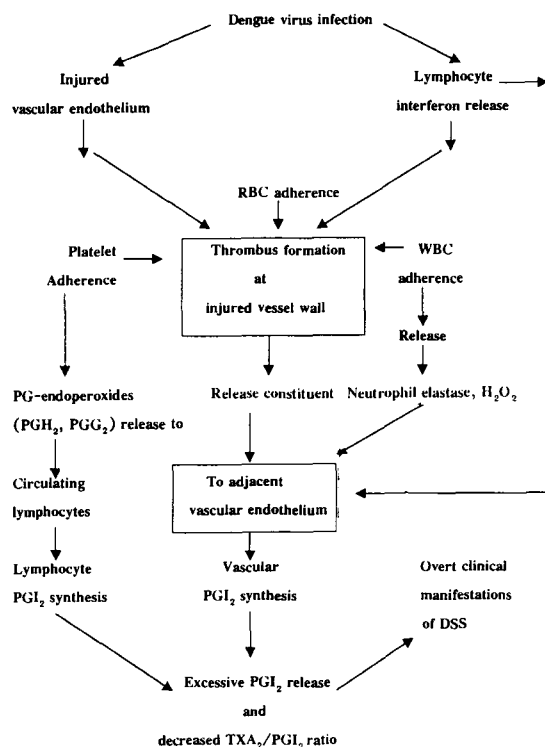 Dengue virus infection
Injured
vascular endothelium
Lymphocyte
interferon release
RBC adherence
Platelet
Adherence
Thrombus formation
at
injured vessel wall
WBC
adherence
Release
PG-endoperoxides
(PGH₂, PGG₂) release to
Release constituent
Neutrophil elastase, H₂O₂
Circulating
lymphocytes
To adjacent
vascular endothelium
Lymphocyte
PGI₂ synthesis
Vascular
PGI₂ synthesis
Overt clinical
manifestations
of DSS
Excessive PGI₂ release
and
decreased TXA₂/PGI₂ ratio